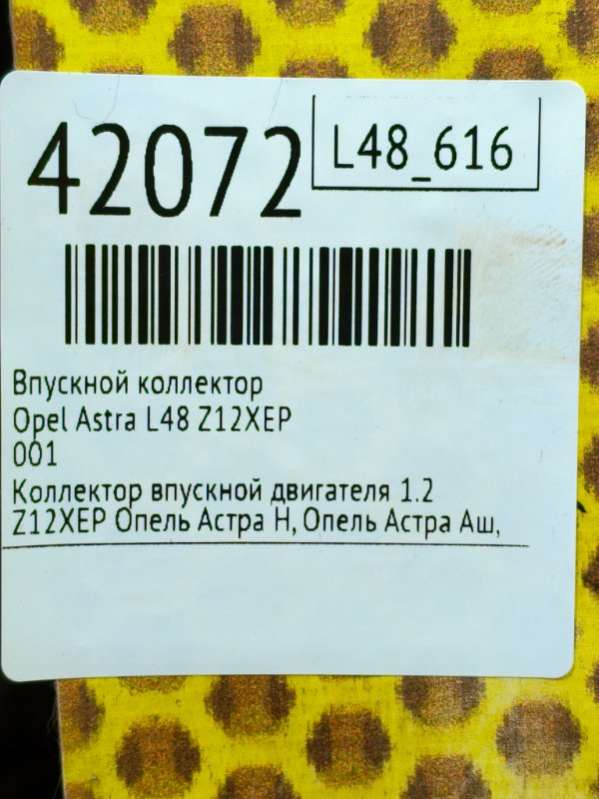 42072
L48_616
Впускной коллектор
Opel Astra L48 Z12XEP
001
Коллектор впускной двигателя 1.2
Z12XEP Опель Астра Н, Опель Астра Аш,